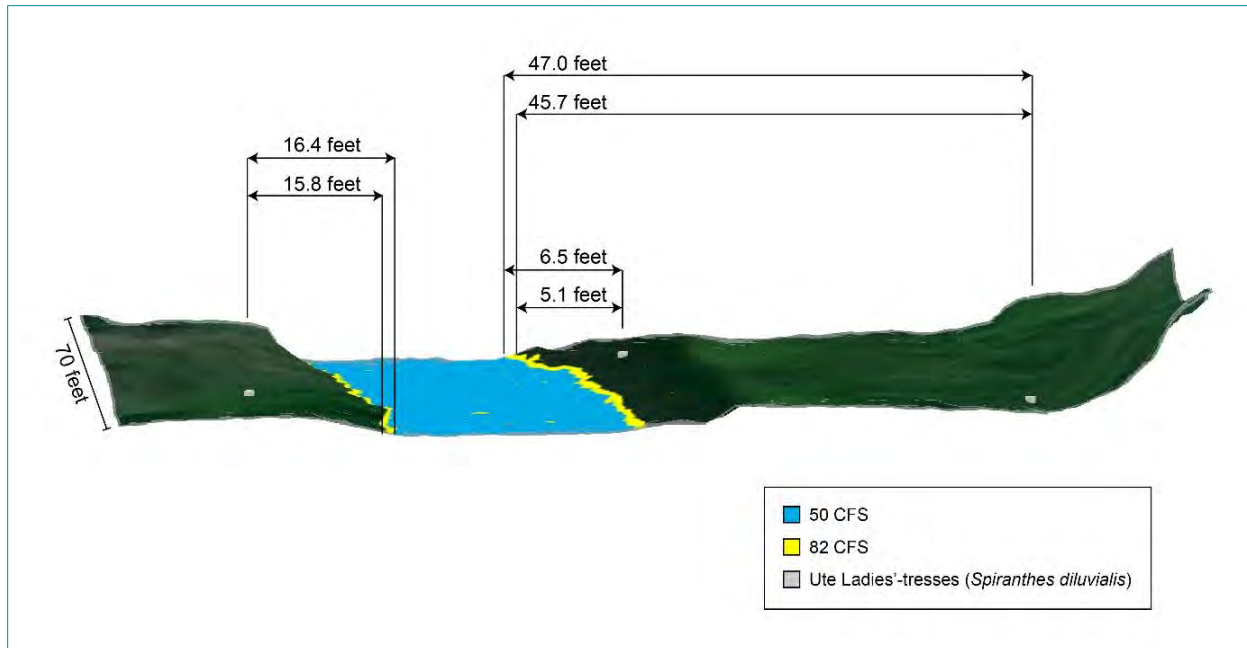 47.0 feet
45.7 feet
16.4 feet
15.8 feet
6.5 feet
5.1 feet
70 feet
50 CFS
82 CFS
Ute Ladies'-tresses (Spiranthes diluvialis)